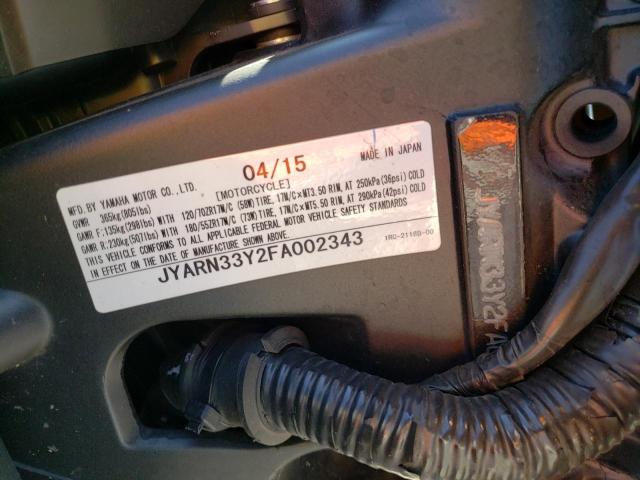 04/15
MADE IN JAPAN
MFD. BY YAMAHA MOTOR CO., LTD. [MOTORCYCLE]
GVWR 365kg(805lbs)
GAWR F:135kg(298lbs)WITH 120/70ZR17M/C (58W) TIRE, 17M/C×MT3.50 RIM, AT 250kPa(36psi) COLD
GAWR R:230kg(507lbs)WITH 180/55ZR17M/C (73W) TIRE, 17M/C×MT5.50 RIM, AT 290kPa(42psi) COLD
THIS VEHICLE CONFORMS TO ALL APPLICABLE FEDERAL MOTOR VEHICLE SAFETY STANDARDS
IN EFFECT ON THE DATE OF MANUFACTURE SHOWN ABOVE.
JYARN33Y2FA002343
1RC-2118B-00
JYARN33Y2FA